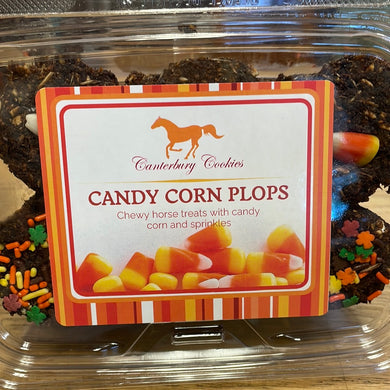 Canterbury Cookies
CANDY CORN PLOPS
Chewy horse treats with candy
corn and sprinkles